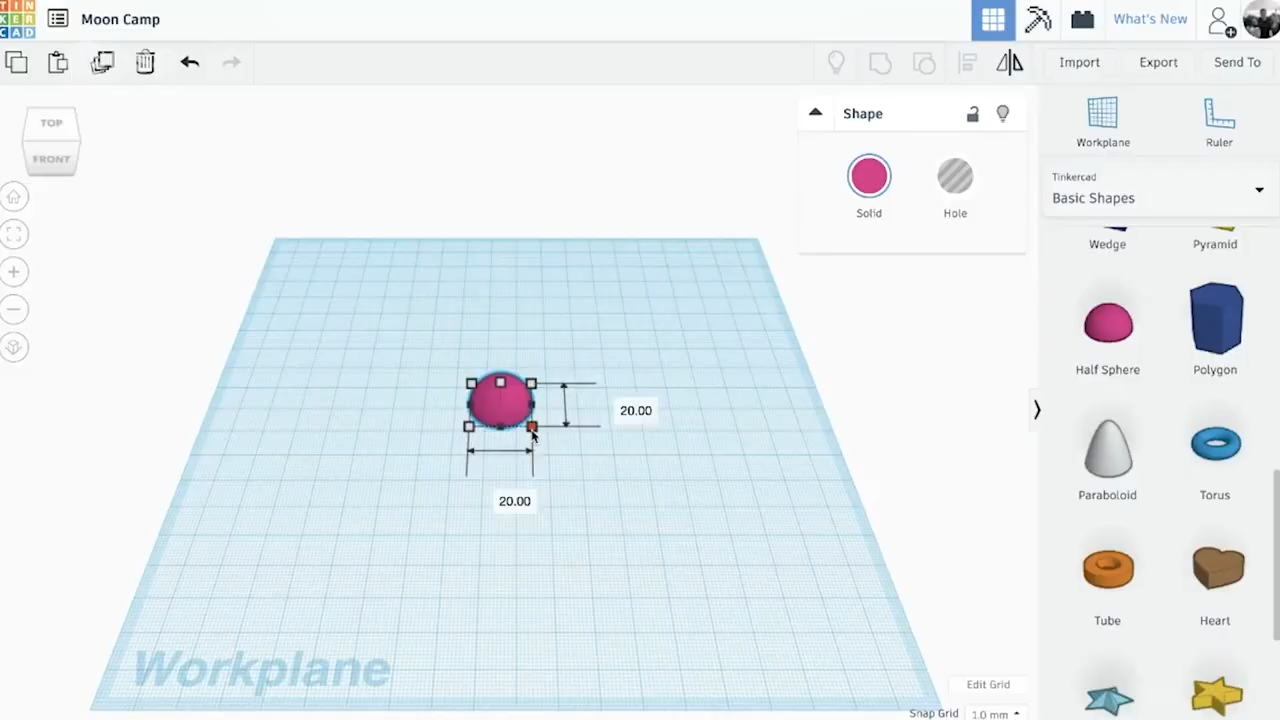 TIN
KER
CAD
Moon Camp
What's New
Import
Export
Send To
TOP
FRONT
Shape
Solid
Hole
Workplane
Ruler
Tinkercad
Basic Shapes
Wedge
Pyramid
Half Sphere
Polygon
Paraboloid
Torus
Tube
Heart
20.00
20.00
Workplane
Edit Grid
Snap Grid
1.0 mm